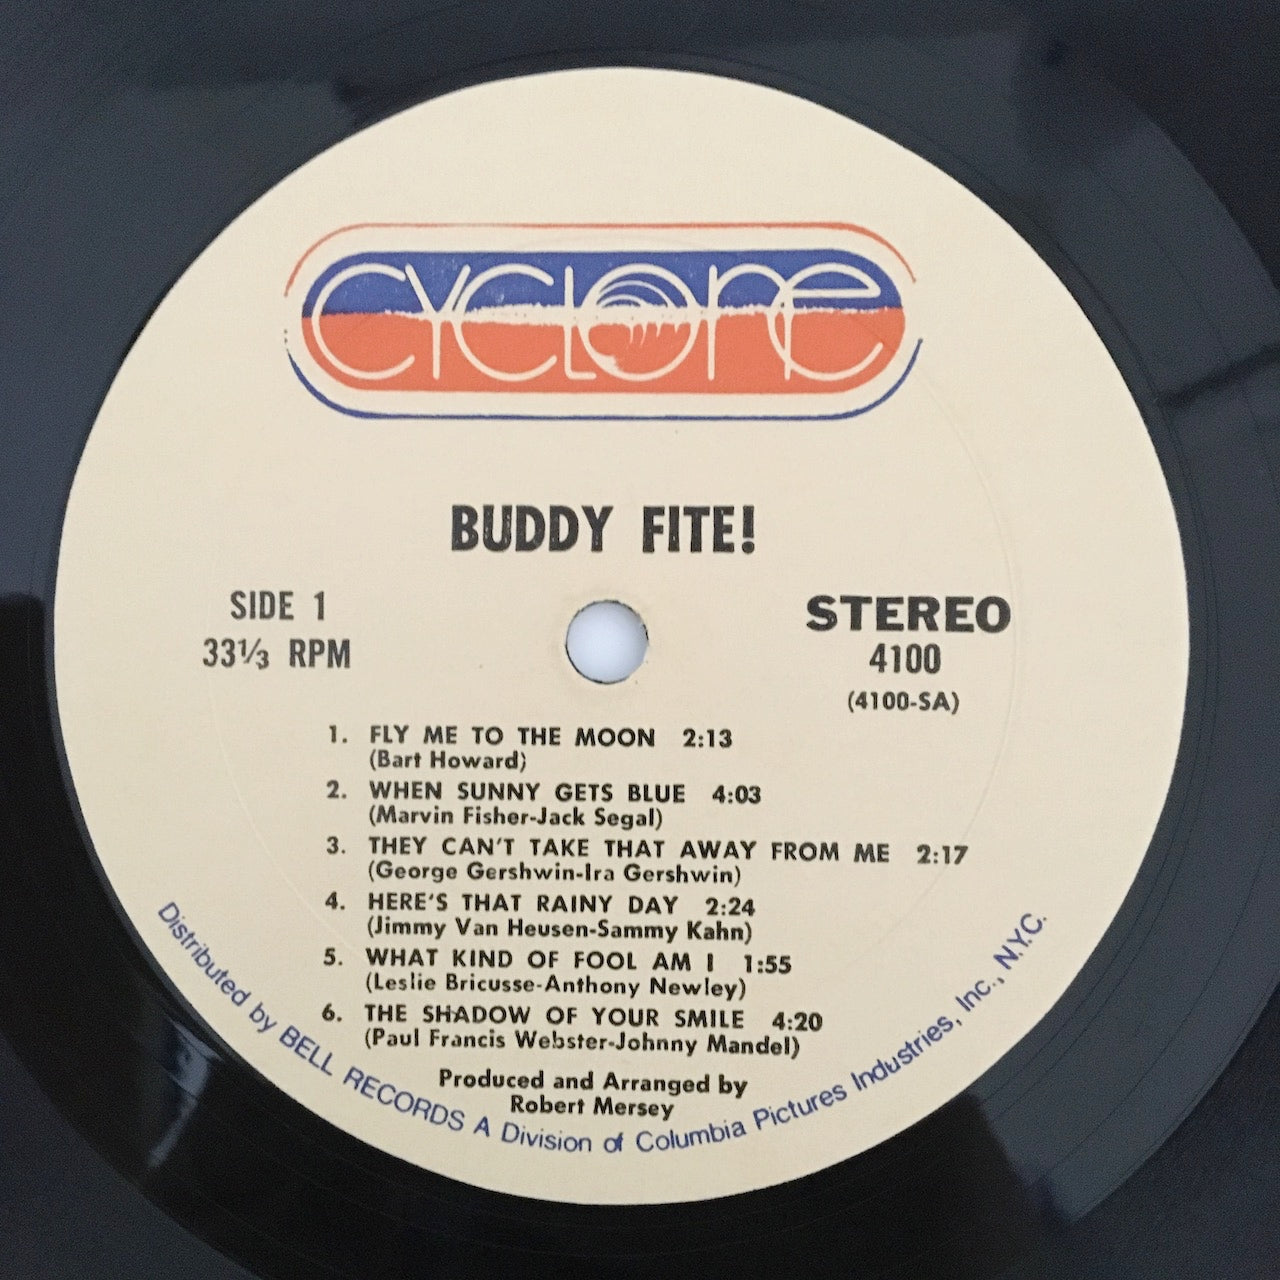 CYCLONE
BUDDY FITE!
SIDE 1
33⅓ RPM
STEREO
4100
(4100-SA)
1. FLY ME TO THE MOON 2:13
(Bart Howard)
2. WHEN SUNNY GETS BLUE 4:03
(Marvin Fisher-Jack Segal)
3. THEY CAN'T TAKE THAT AWAY FROM ME 2:17
(George Gershwin-Ira Gershwin)
4. HERE'S THAT RAINY DAY 2:24
(Jimmy Van Heusen-Sammy Kahn)
5. WHAT KIND OF FOOL AM I 1:55
(Leslie Bricusse-Anthony Newley)
6. THE SHADOW OF YOUR SMILE 4:20
(Paul Francis Webster-Johnny Mandel)
Produced and Arranged by
Robert Mersey
Distributed by BELL RECORDS A Division of Columbia Pictures Industries, Inc., N.Y.C.